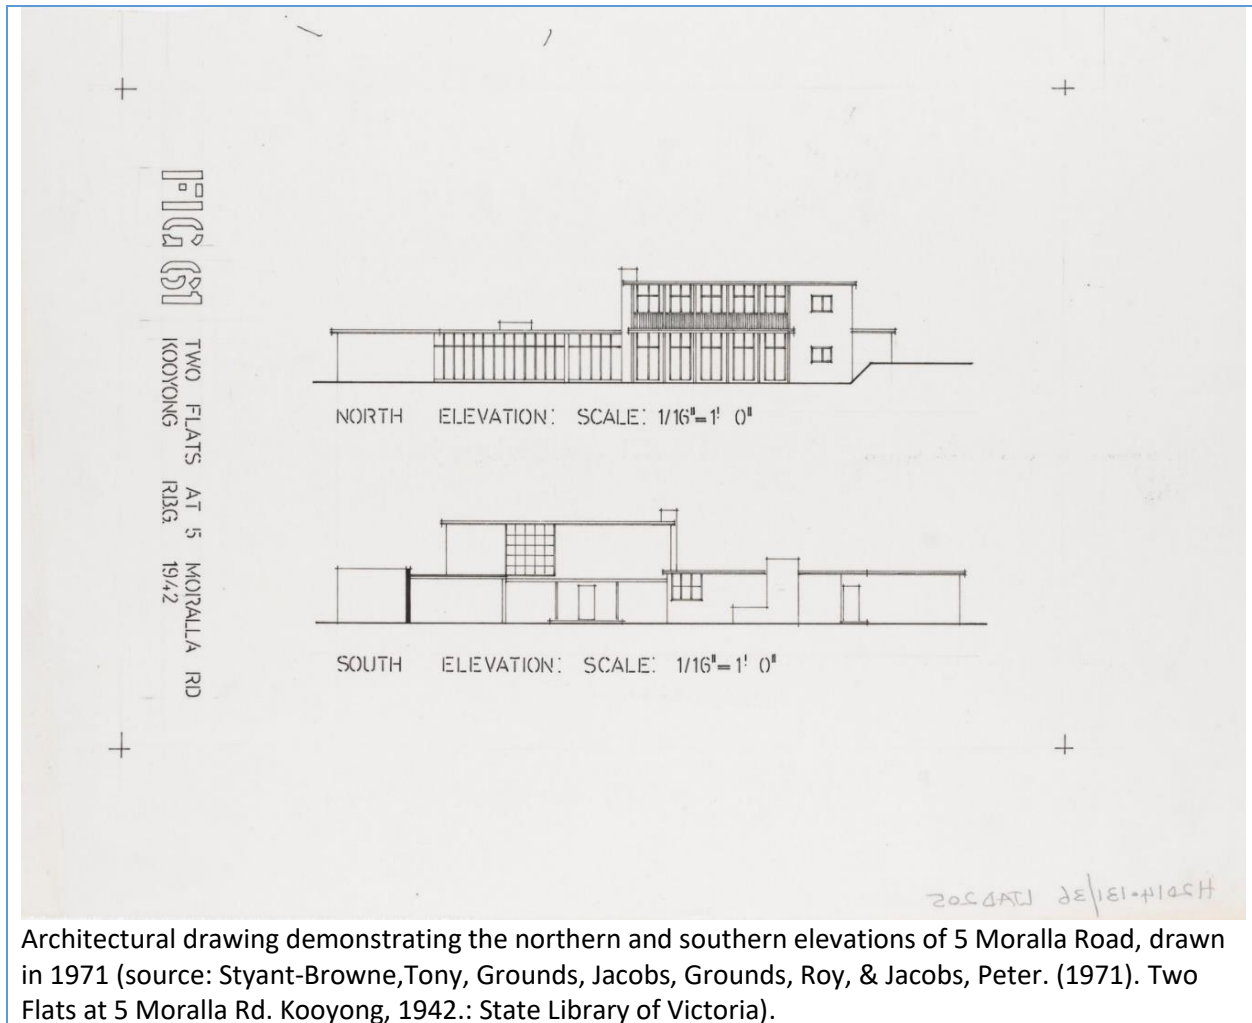 FIG 61
TWO FLATS AT 5 MORALLA RD
KOOYONG R.B.G. 1942
NORTH ELEVATION: SCALE: 1/16"=1' 0"
SOUTH ELEVATION: SCALE: 1/16"=1' 0"
H2014.131/36 LTAD205
Architectural drawing demonstrating the northern and southern elevations of 5 Moralla Road, drawn
in 1971 (source: Styant-Browne,Tony, Grounds, Jacobs, Grounds, Roy, & Jacobs, Peter. (1971). Two
Flats at 5 Moralla Rd. Kooyong, 1942.: State Library of Victoria).